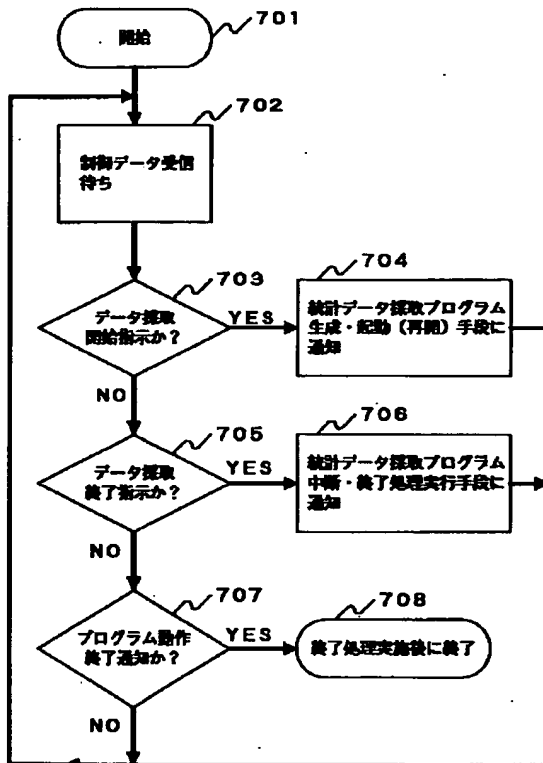 開始
701
702
制御データ受信
待ち
703
データ採取
開始指示か?
YES
NO
704
統計データ採取プログラム
生成・起動(再開)手段に
通知
705
データ採取
終了指示か?
YES
NO
706
統計データ採取プログラム
中断・終了処理実行手段に
通知
707
プログラム動作
終了通知か?
YES
NO
708
終了処理実施後に終了